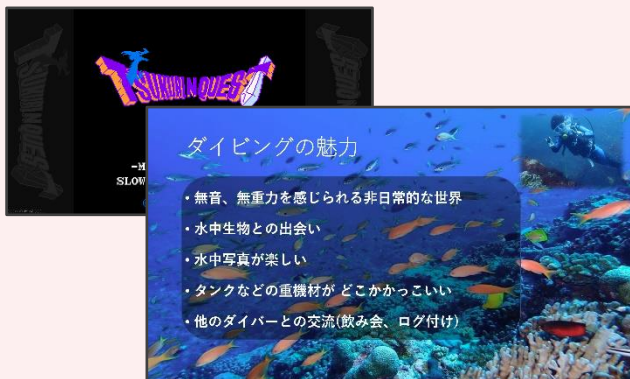 TSUKUBINQUEST
SLOW
ダイビングの魅力
• 無音、無重力を感じられる非日常的な世界
• 水中生物との出会い
• 水中写真が楽しい
• タンクなどの重機材が どこかかっこいい
• 他のダイバーとの交流(飲み会、ログ付け)